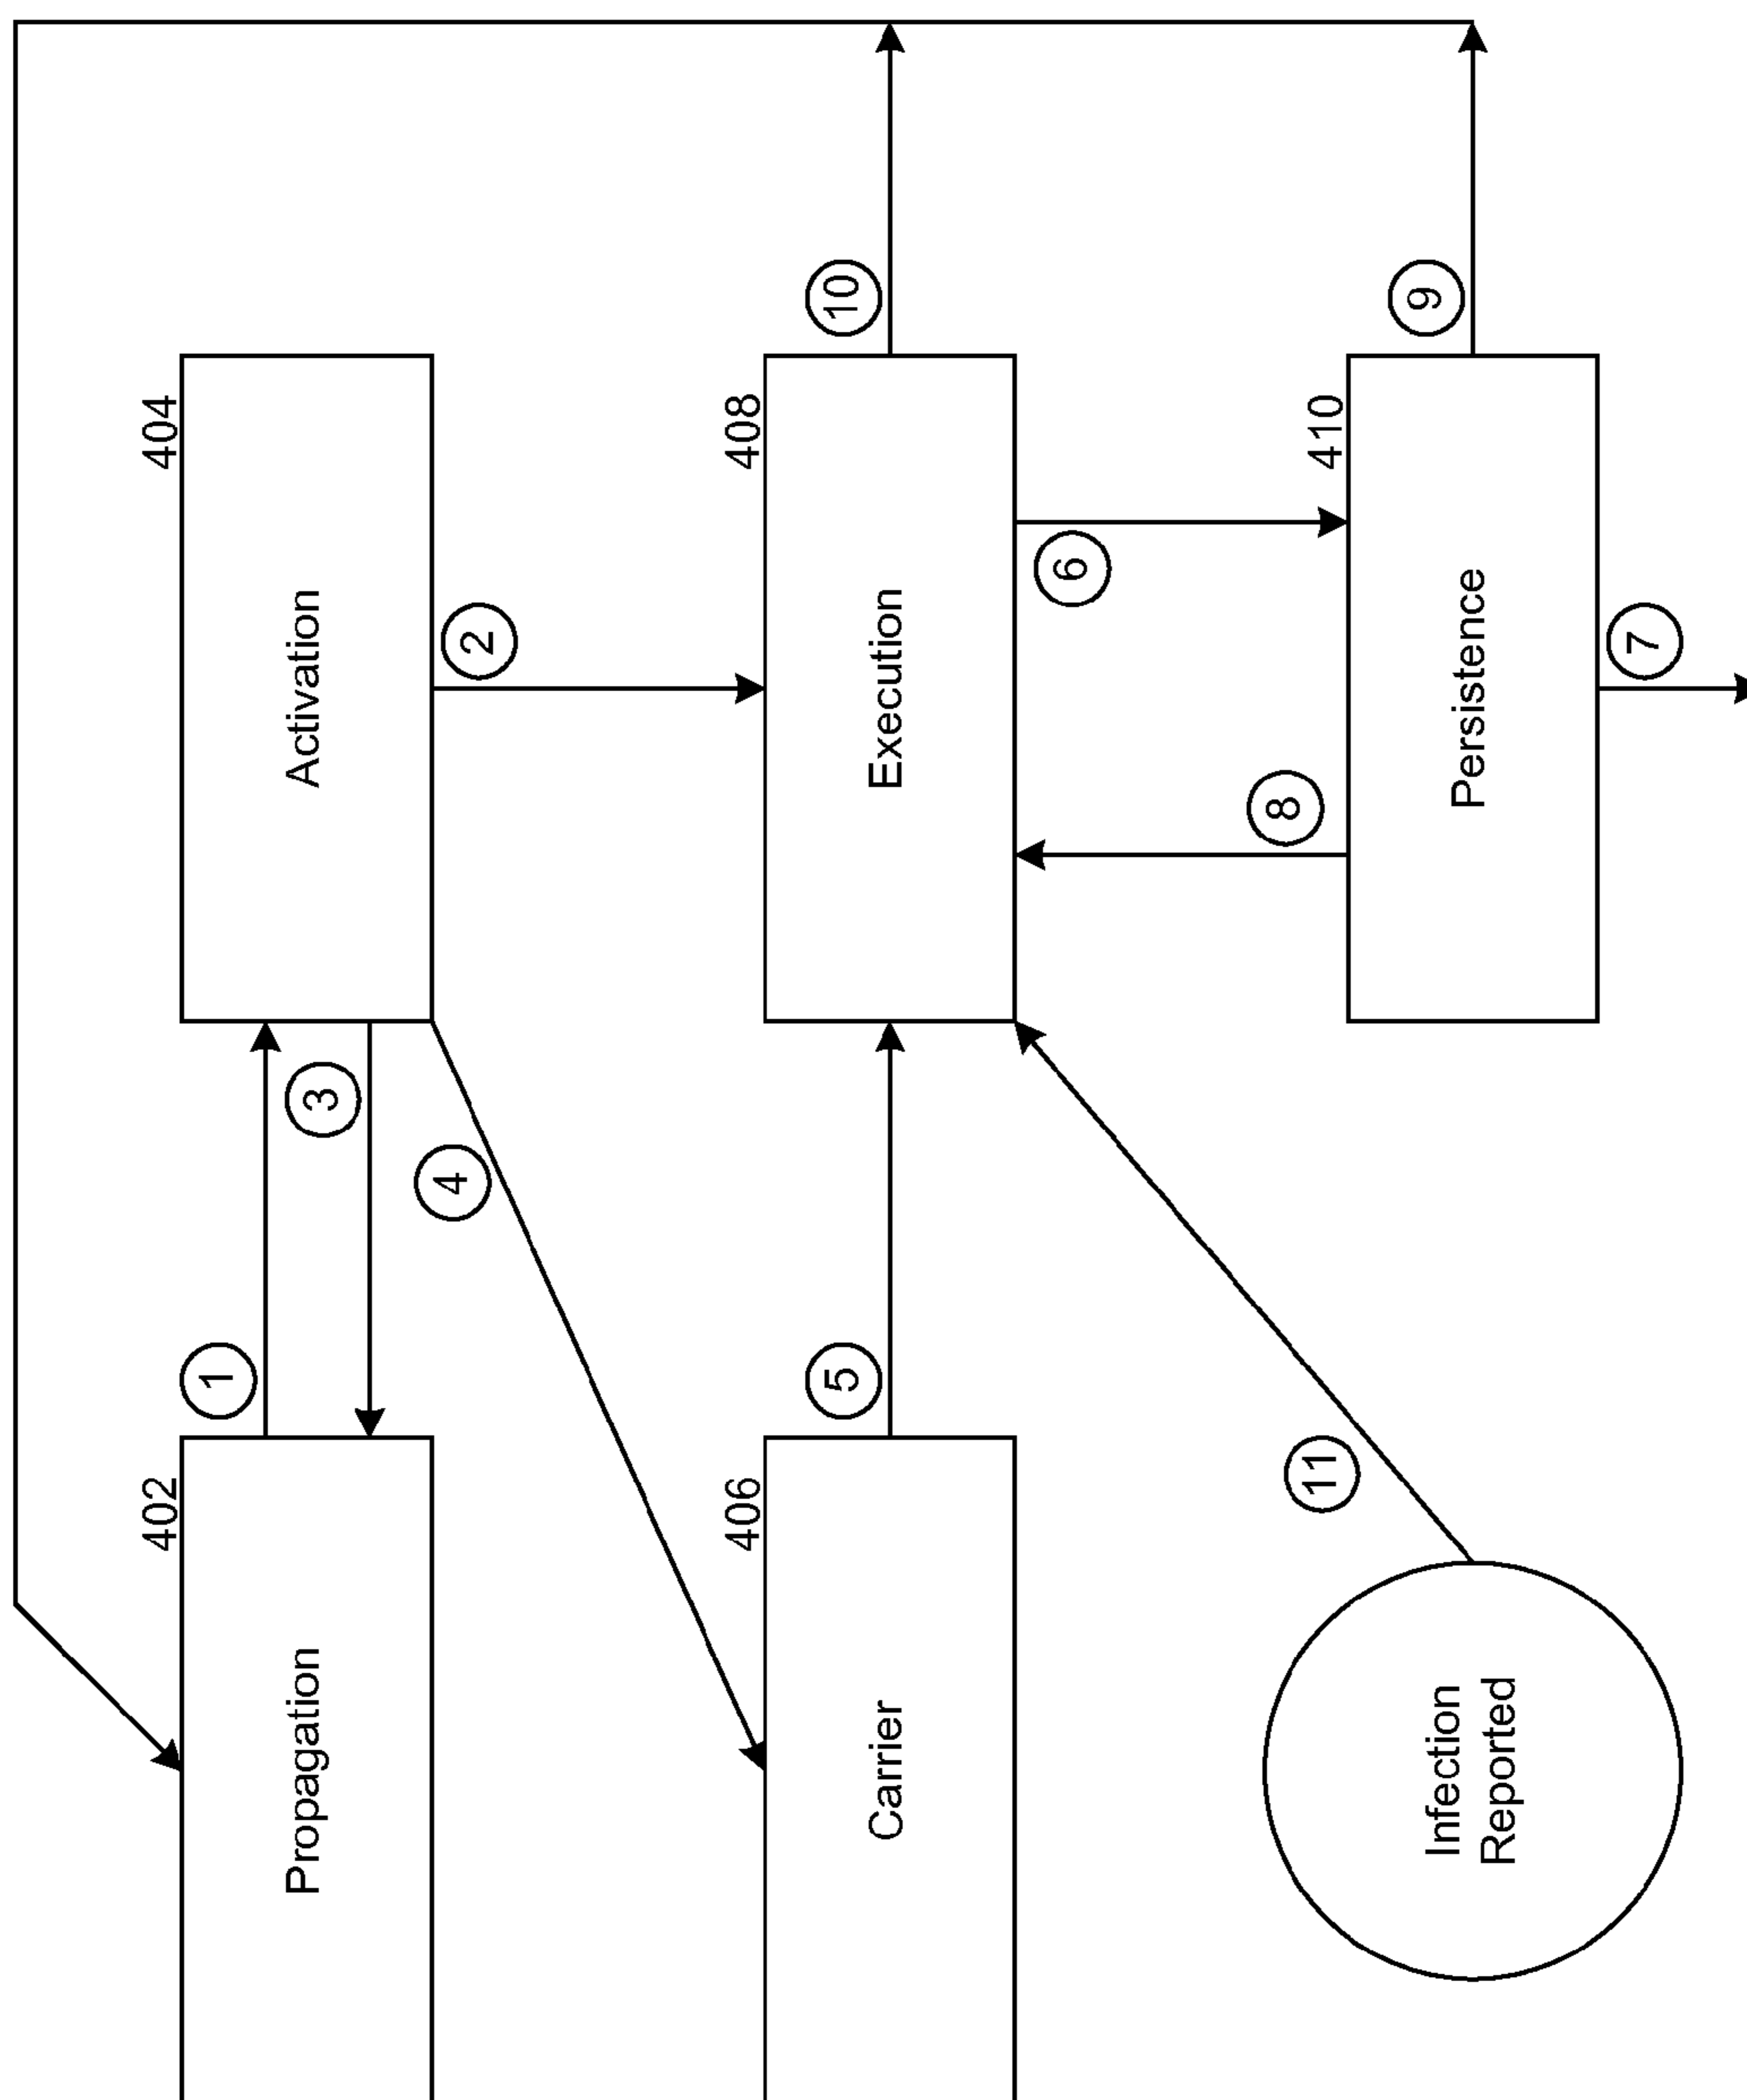 402
404
1
Propagation
Activation
3
4
2
406
408
5
10
Carrier
Execution
6
8
11
410
9
Infection
Reported
Persistence
7